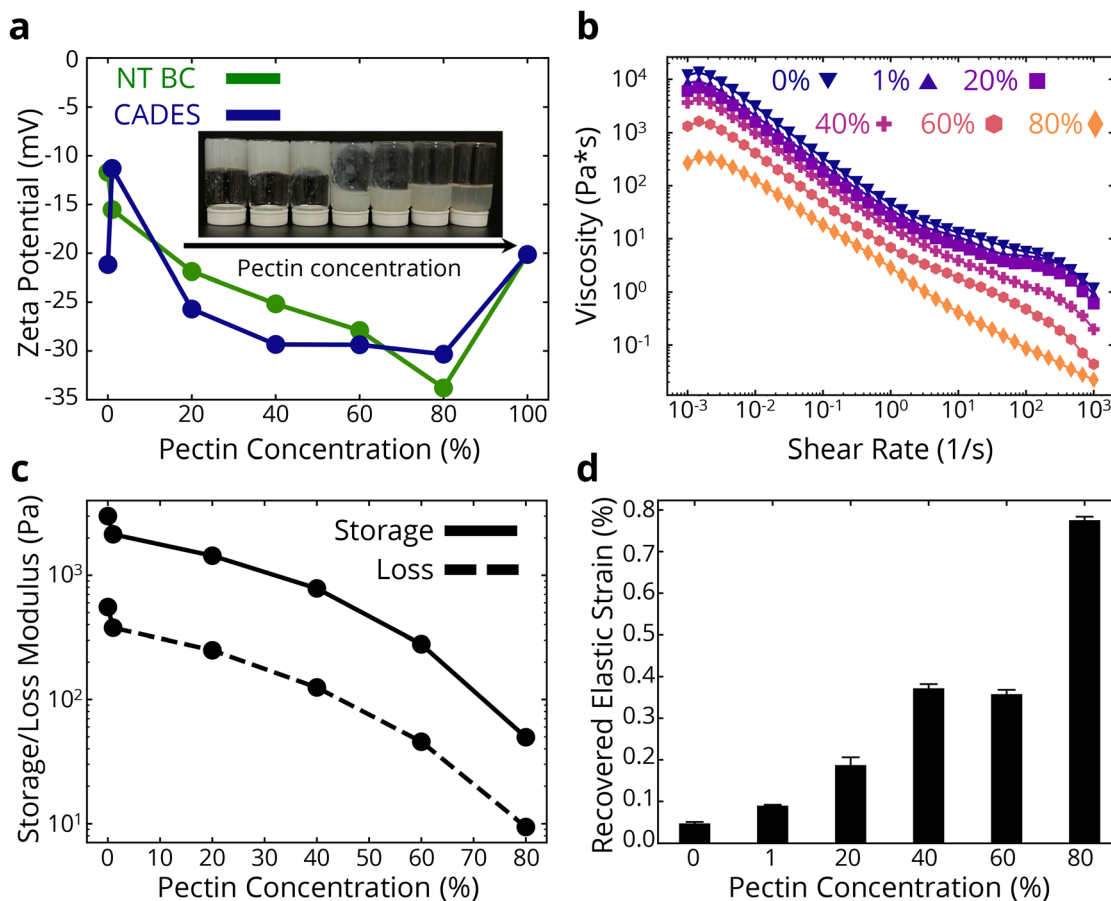 a
Zeta Potential (mV)
0
-5
-10
-15
-20
-25
-30
-35
NT BC
CADES
Pectin concentration
0 20 40 60 80 100
Pectin Concentration (%)
b
Viscosity (Pa*s)
10⁴
10³
10²
10¹
10⁰
10⁻¹
0% 1% 20%
40% 60% 80%
10⁻³ 10⁻² 10⁻¹ 10⁰ 10¹ 10² 10³
Shear Rate (1/s)
c
Storage/Loss Modulus (Pa)
10³
10²
10¹
Storage
Loss
0 10 20 30 40 50 60 70 80
Pectin Concentration (%)
d
Recovered Elastic Strain (%)
0.8
0.7
0.6
0.5
0.4
0.3
0.2
0.1
0.0
0 1 20 40 60 80
Pectin Concentration (%)